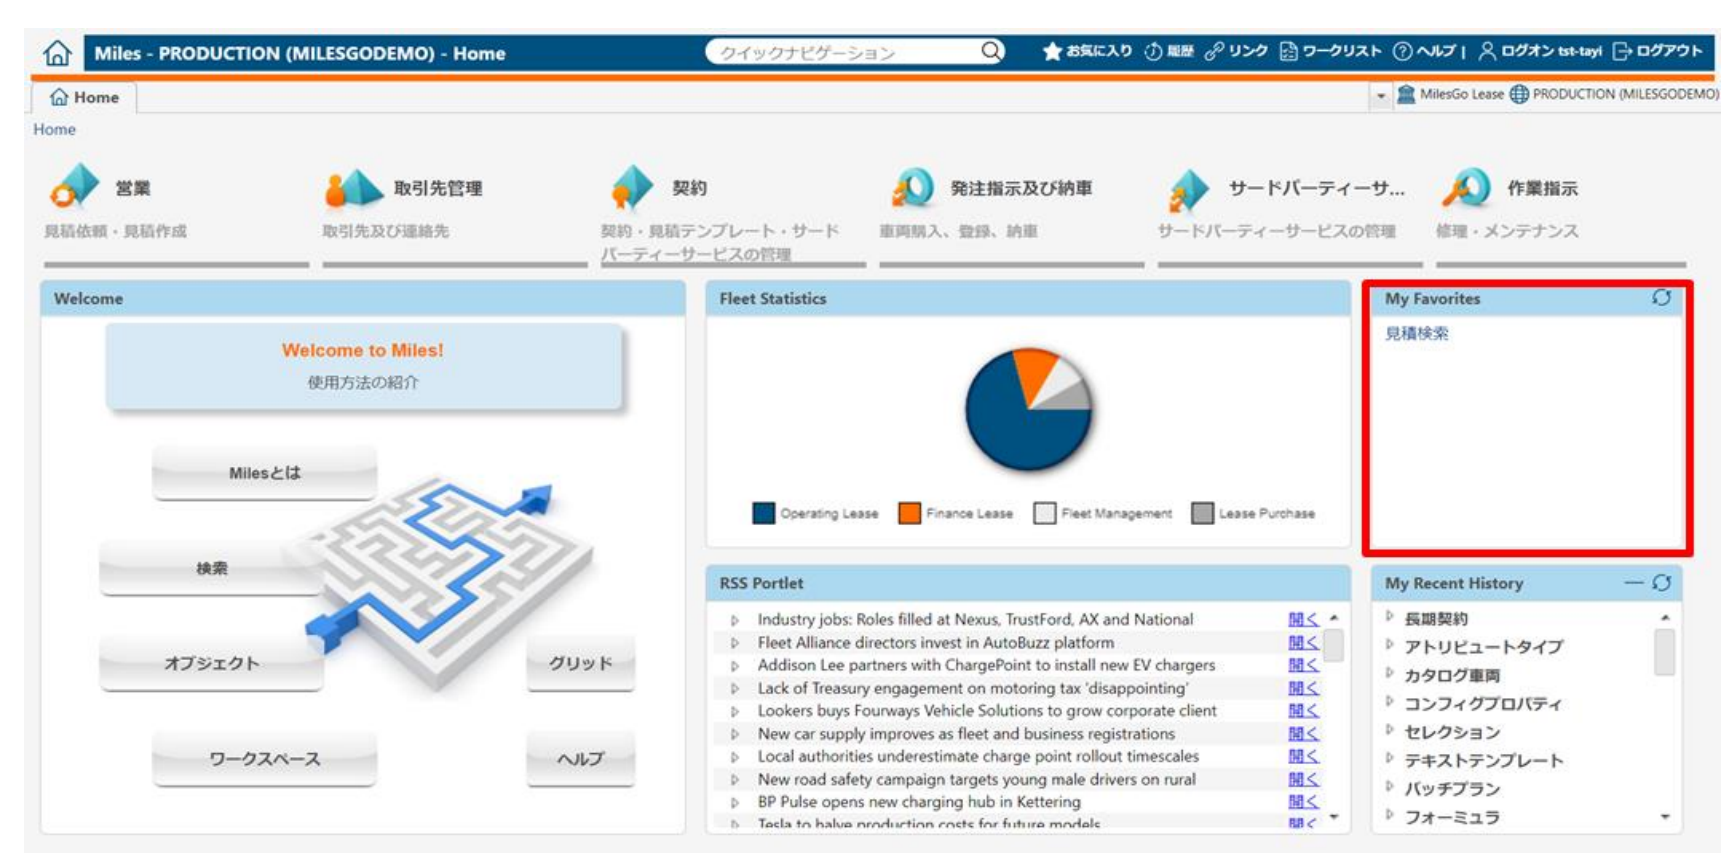 Miles - PRODUCTION (MILESGODEMO) - Home
クイックナビゲーション
お気に入り 履歴 リンク ワークリスト ヘルプ | ログオン tst-tayi ログアウト
Home
MilesGo Lease PRODUCTION (MILESGODEMO)
Home
営業
見積依頼・見積作成
取引先管理
取引先及び連絡先
契約
契約・見積テンプレート・サード
パーティーサービスの管理
発注指示及び納車
車両購入、登録、納車
サードパーティーサ...
サードパーティーサービスの管理
作業指示
修理・メンテナンス
Welcome
Welcome to Miles!
使用方法の紹介
Milesとは
検索
オブジェクト
グリッド
ワークスペース
ヘルプ
Fleet Statistics
Operating Lease
Finance Lease
Fleet Management
Lease Purchase
My Favorites
見積検索
RSS Portlet
Industry jobs: Roles filled at Nexus, TrustFord, AX and National 開く
Fleet Alliance directors invest in AutoBuzz platform 開く
Addison Lee partners with ChargePoint to install new EV chargers 開く
Lack of Treasury engagement on motoring tax ‘disappointing’ 開く
Lookers buys Fourways Vehicle Solutions to grow corporate client 開く
New car supply improves as fleet and business registrations 開く
Local authorities underestimate charge point rollout timescales 開く
New road safety campaign targets young male drivers on rural 開く
BP Pulse opens new charging hub in Kettering 開く
Tesla to halve production costs for future models 開く
My Recent History
長期契約
アトリビュートタイプ
カタログ車両
コンフィグプロパティ
セレクション
テキストテンプレート
バッチプラン
フォーミュラ